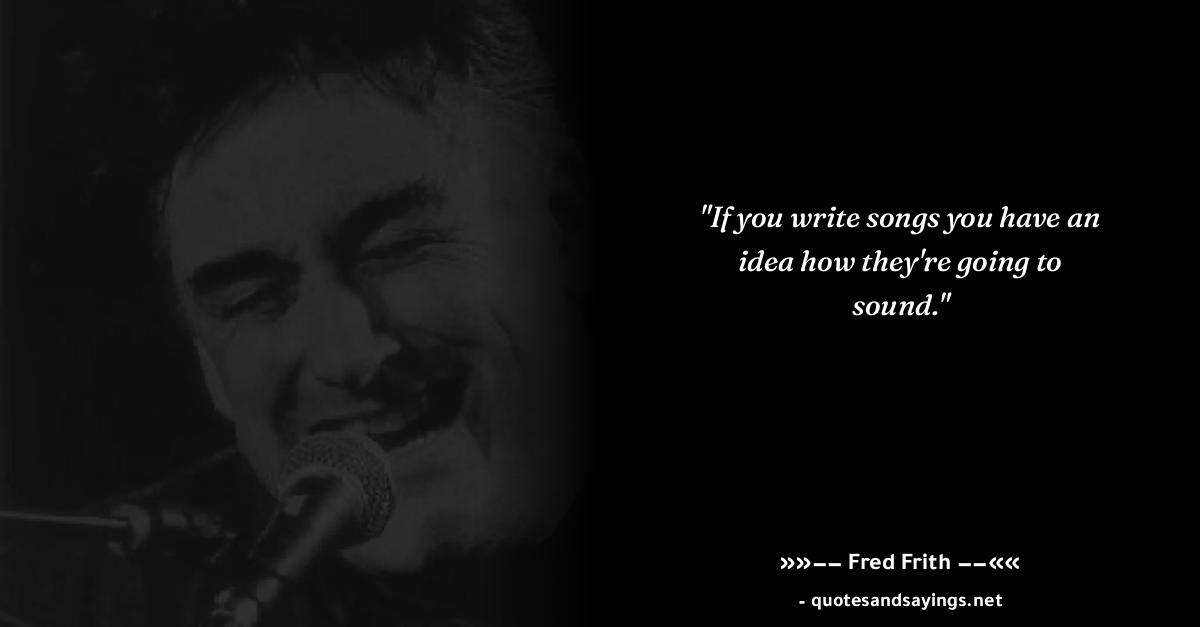 "If you write songs you have an
idea how they're going to
sound."
»»−− Fred Frith −−««
- quotesandsayings.net